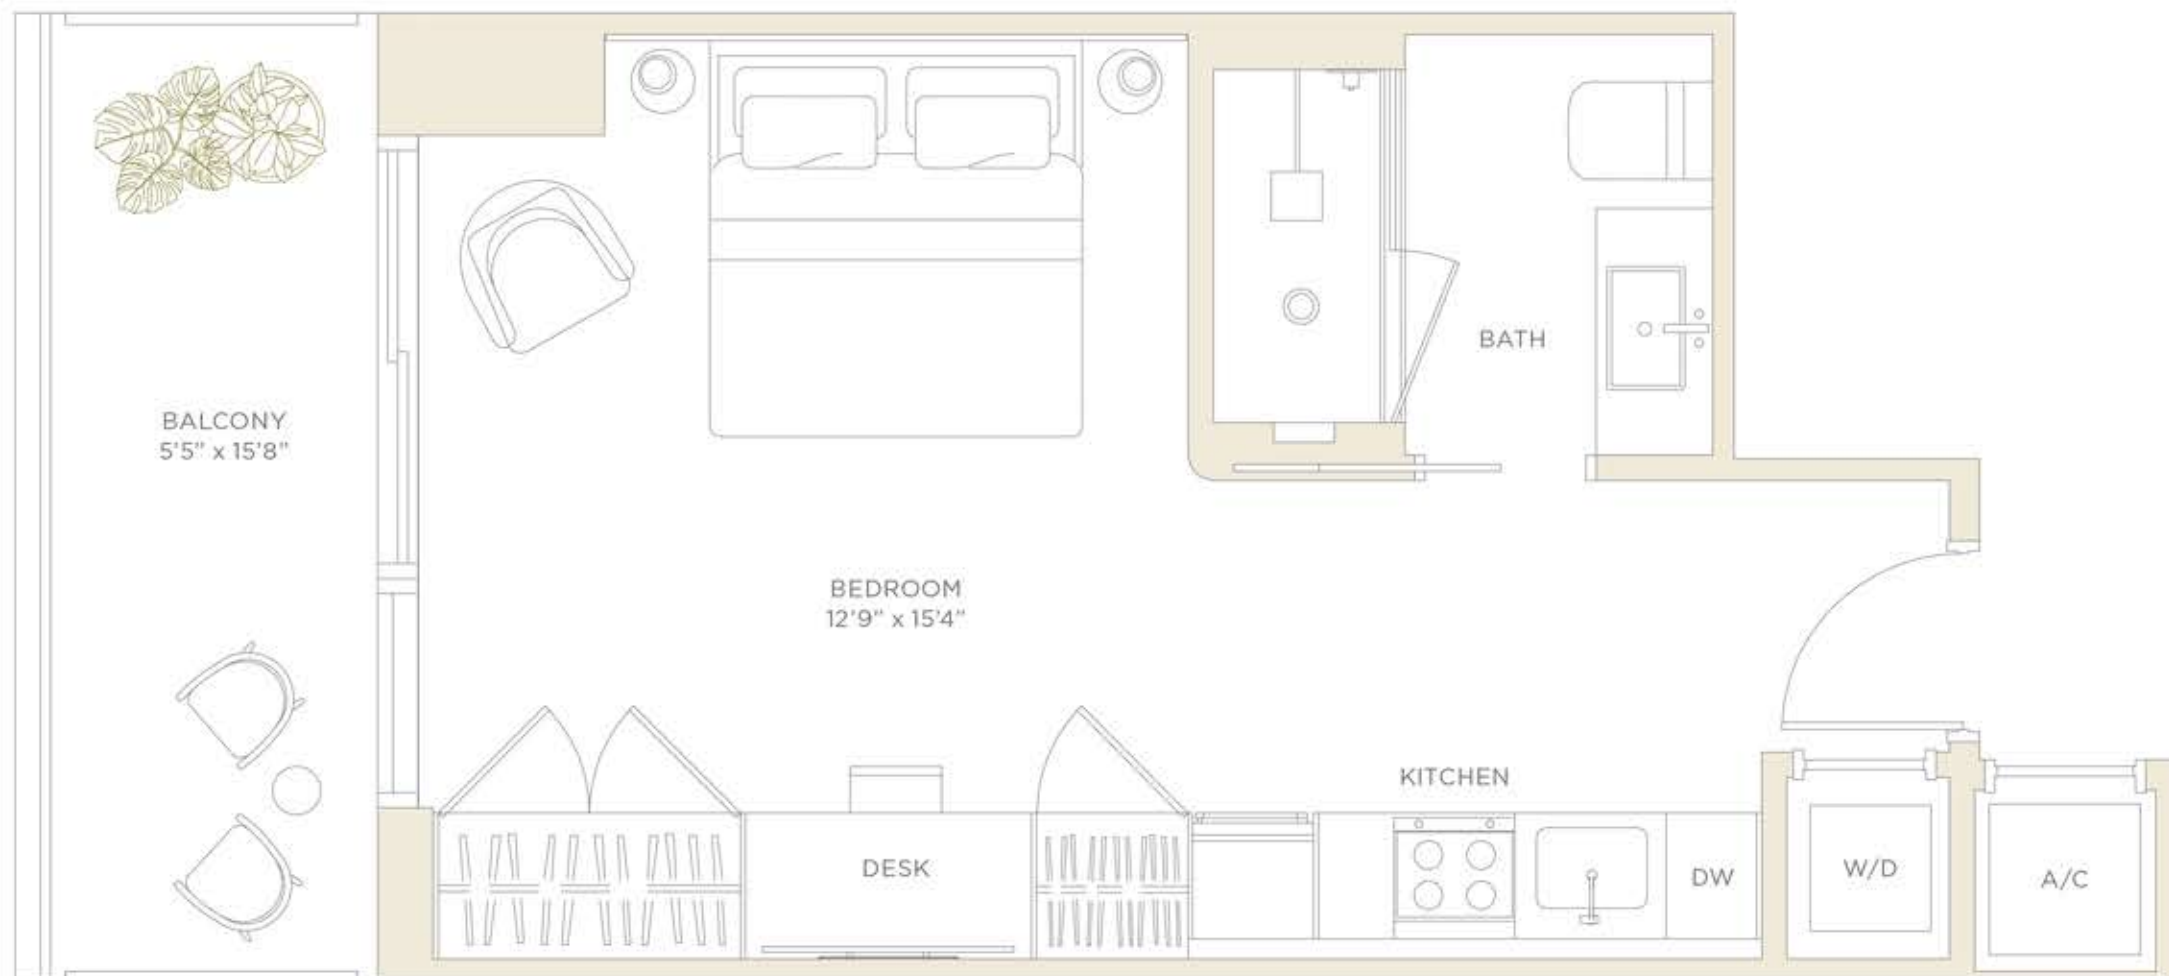 BALCONY
5'5" x 15'8"
BATH
BEDROOM
12'9" x 15'4"
KITCHEN
DESK
DW
W/D
A/C